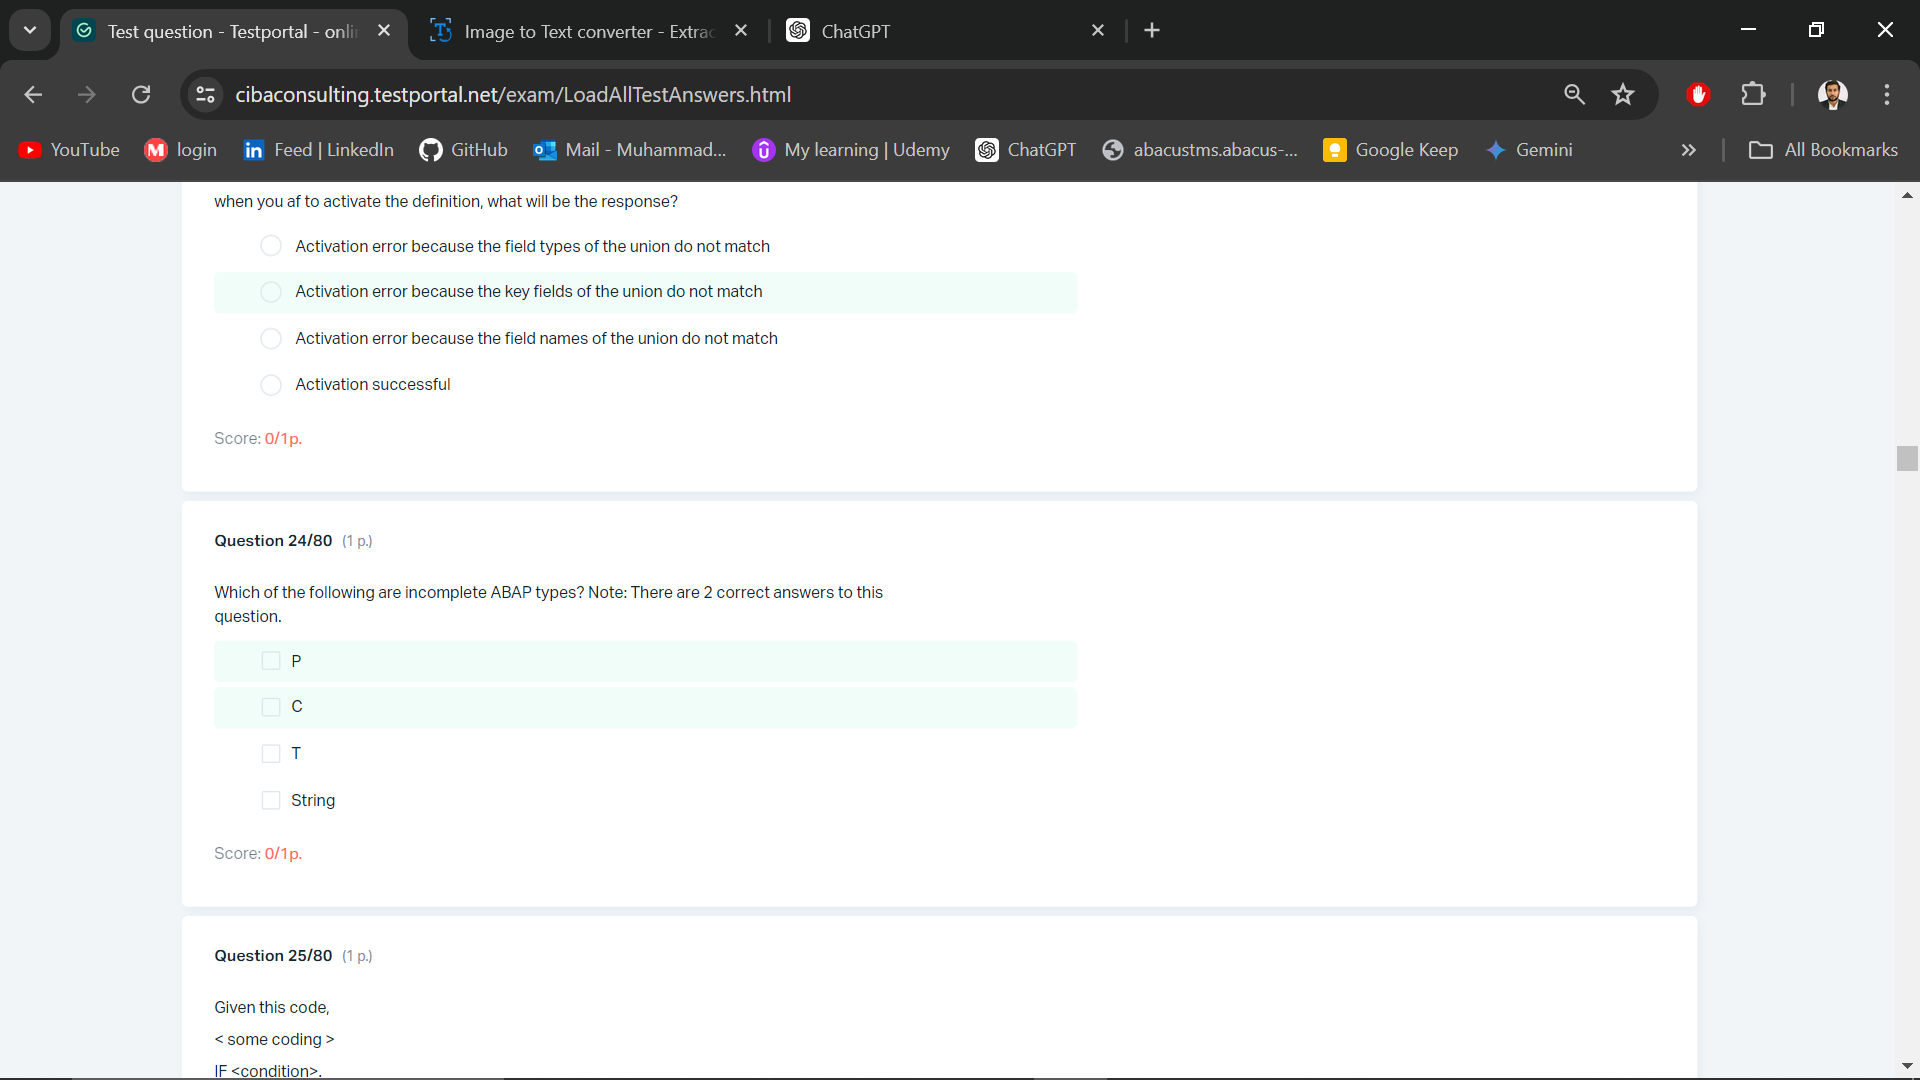 Test question - Testportal - onli
Image to Text converter - Extrac
ChatGPT
cibaconsulting.testportal.net/exam/LoadAllTestAnswers.html
YouTube
login
Feed | LinkedIn
GitHub
Mail - Muhammad...
My learning | Udemy
ChatGPT
abacustms.abacus-...
Google Keep
Gemini
All Bookmarks
when you af to activate the definition, what will be the response?
Activation error because the field types of the union do not match
Activation error because the key fields of the union do not match
Activation error because the field names of the union do not match
Activation successful
Score: 0/1p.
Question 24/80 (1 p.)
Which of the following are incomplete ABAP types? Note: There are 2 correct answers to this
question.
P
C
T
String
Score: 0/1p.
Question 25/80 (1 p.)
Given this code,
< some coding >
IF <condition>.